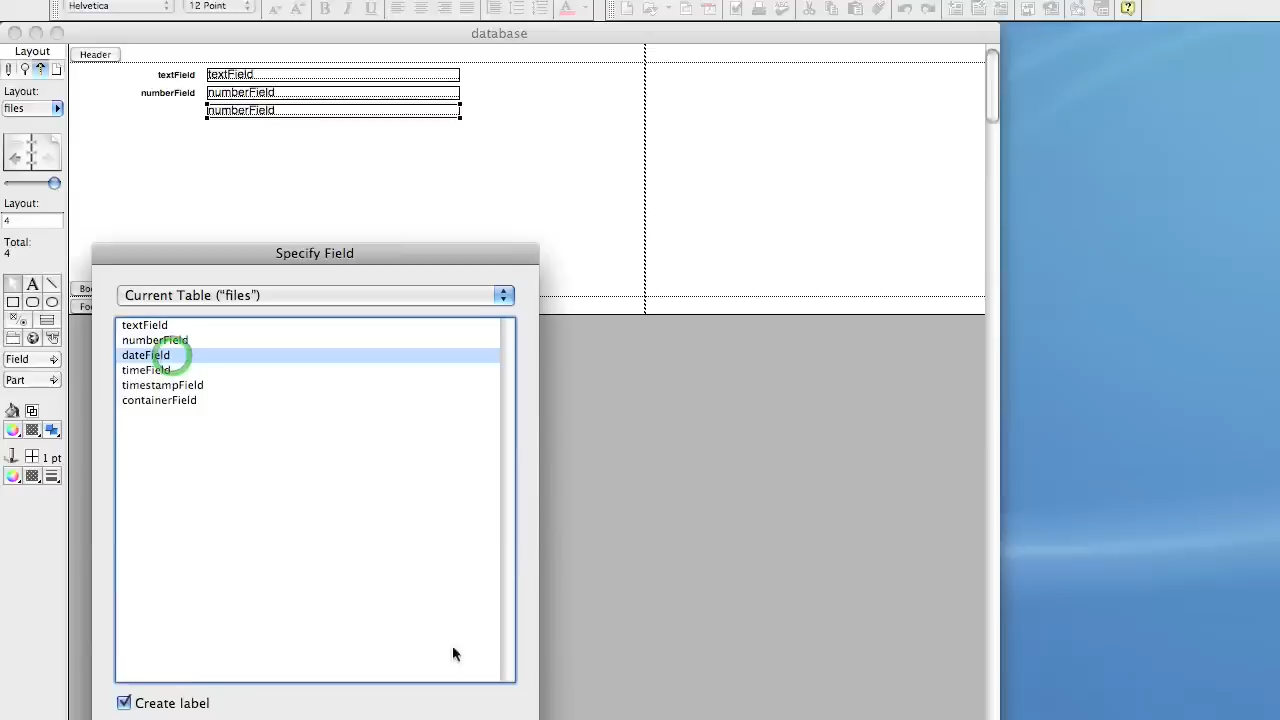 Helvetica 12 Point B I U A ?
database
Layout
Header
textField textField
numberField numberField
numberField
Layout:
files
Layout:
4
Total:
4
A
Specify Field
Current Table (“files”)
textField
numberField
dateField
timeField
timestampField
containerField
Field
Part
1 pt
Create label